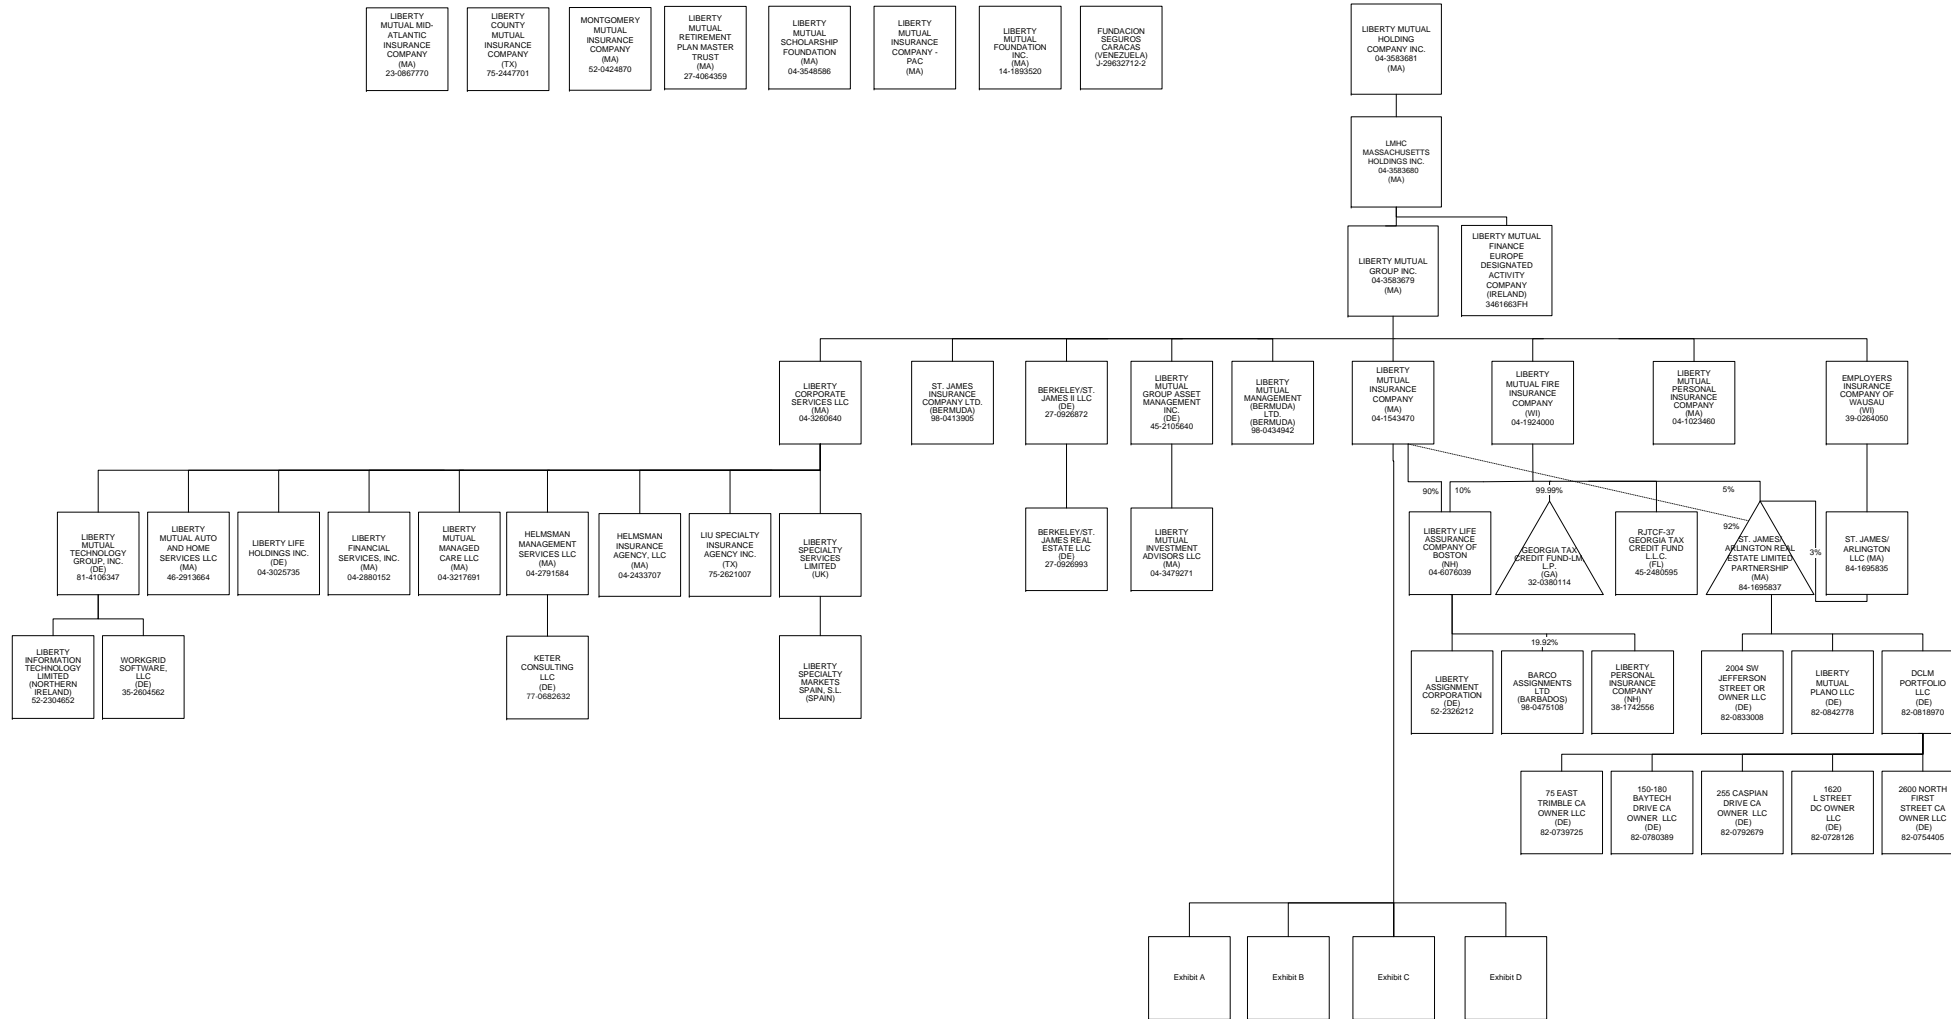 LIBERTY
MUTUAL MID-
ATLANTIC
INSURANCE
COMPANY
(MA)
23-0867770
LIBERTY
COUNTY
MUTUAL
INSURANCE
COMPANY
(TX)
75-2447701
MONTGOMERY
MUTUAL
INSURANCE
COMPANY
(MA)
52-0424870
LIBERTY
MUTUAL
RETIREMENT
PLAN MASTER
TRUST
(MA)
27-4064359
LIBERTY
MUTUAL
SCHOLARSHIP
FOUNDATION
(MA)
04-3548586
LIBERTY
MUTUAL
INSURANCE
COMPANY -
PAC
(MA)
LIBERTY
MUTUAL
FOUNDATION
INC.
(MA)
14-1893520
FUNDACION
SEGUROS
CARACAS
(VENEZUELA)
J-29632712-2
LIBERTY MUTUAL
HOLDING
COMPANY INC.
04-3583681
(MA)
LMHC
MASSACHUSETTS
HOLDINGS INC.
04-3583680
(MA)
LIBERTY MUTUAL
GROUP INC.
04-3583679
(MA)
LIBERTY MUTUAL
FINANCE
EUROPE
DESIGNATED
ACTIVITY
COMPANY
(IRELAND)
3461663FH
LIBERTY
CORPORATE
SERVICES LLC
(MA)
04-3260640
ST. JAMES
INSURANCE
COMPANY LTD.
(BERMUDA)
98-0413905
BERKELEY/ST.
JAMES II LLC
(DE)
27-0926872
LIBERTY
MUTUAL
GROUP ASSET
MANAGEMENT
INC.
(DE)
45-2105640
LIBERTY
MUTUAL
MANAGEMENT
(BERMUDA)
LTD.
(BERMUDA)
98-0434942
LIBERTY
MUTUAL
INSURANCE
COMPANY
(MA)
04-1543470
LIBERTY
MUTUAL FIRE
INSURANCE
COMPANY
(WI)
04-1924000
LIBERTY
MUTUAL
PERSONAL
INSURANCE
COMPANY
(MA)
04-1023460
EMPLOYERS
INSURANCE
COMPANY OF
WAUSAU
(WI)
39-0264050
90%
10%
99.99%
5%
92%
3%
LIBERTY
MUTUAL
TECHNOLOGY
GROUP, INC.
(DE)
81-4106347
LIBERTY
MUTUAL AUTO
AND HOME
SERVICES LLC
(MA)
46-2913664
LIBERTY LIFE
HOLDINGS INC.
(DE)
04-3025735
LIBERTY
FINANCIAL
SERVICES, INC.
(MA)
04-2880152
LIBERTY
MUTUAL
MANAGED
CARE LLC
(MA)
04-3217691
HELMSMAN
MANAGEMENT
SERVICES LLC
(MA)
04-2791584
HELMSMAN
INSURANCE
AGENCY, LLC
(MA)
04-2433707
LIU SPECIALTY
INSURANCE
AGENCY INC.
(TX)
75-2621007
LIBERTY
SPECIALTY
SERVICES
LIMITED
(UK)
BERKELEY/ST.
JAMES REAL
ESTATE LLC
(DE)
27-0926993
LIBERTY
MUTUAL
INVESTMENT
ADVISORS LLC
(MA)
04-3479271
LIBERTY LIFE
ASSURANCE
COMPANY OF
BOSTON
(NH)
04-6076039
GEORGIA TAX
CREDIT FUND-LM
L.P.
(GA)
32-0380114
RJTCF-37
GEORGIA TAX
CREDIT FUND
L.L.C.
(FL)
45-2480595
ST. JAMES/
ARLINGTON REAL
ESTATE LIMITED
PARTNERSHIP
(MA)
84-1695837
ST. JAMES/
ARLINGTON
LLC (MA)
84-1695835
LIBERTY
INFORMATION
TECHNOLOGY
LIMITED
(NORTHERN
IRELAND)
52-2304652
WORKGRID
SOFTWARE,
LLC
(DE)
35-2604562
KETER
CONSULTING
LLC
(DE)
77-0682632
LIBERTY
SPECIALTY
MARKETS
SPAIN, S.L.
(SPAIN)
19.92%
LIBERTY
ASSIGNMENT
CORPORATION
(DE)
52-2326212
BARCO
ASSIGNMENTS
LTD
(BARBADOS)
98-0475108
LIBERTY
PERSONAL
INSURANCE
COMPANY
(NH)
38-1742556
2004 SW
JEFFERSON
STREET OR
OWNER LLC
(DE)
82-0833008
LIBERTY
MUTUAL
PLANO LLC
(DE)
82-0842778
DCLM
PORTFOLIO
LLC
(DE)
82-0818970
75 EAST
TRIMBLE CA
OWNER LLC
(DE)
82-0739725
150-180
BAYTECH
DRIVE CA
OWNER LLC
(DE)
82-0780389
255 CASPIAN
DRIVE CA
OWNER LLC
(DE)
82-0792679
1620
L STREET
DC OWNER
LLC
(DE)
82-0728126
2600 NORTH
FIRST
STREET CA
OWNER LLC
(DE)
82-0754405
Exhibit A
Exhibit B
Exhibit C
Exhibit D